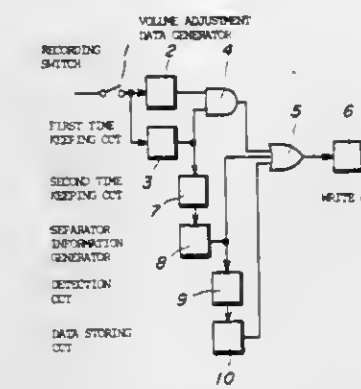 VOLUME ADJUSTMENT
DATA GENERATOR
RECORDING
SWITCH
1
2
4
5
6
FIRST TIME
KEEPING CCT
3
SECOND TIME
KEEPING CCT
7
WRITE
SEPARATOR
INFORMATION
GENERATOR
8
DETECTION
CCT
9
DATA STORING
CCT
10